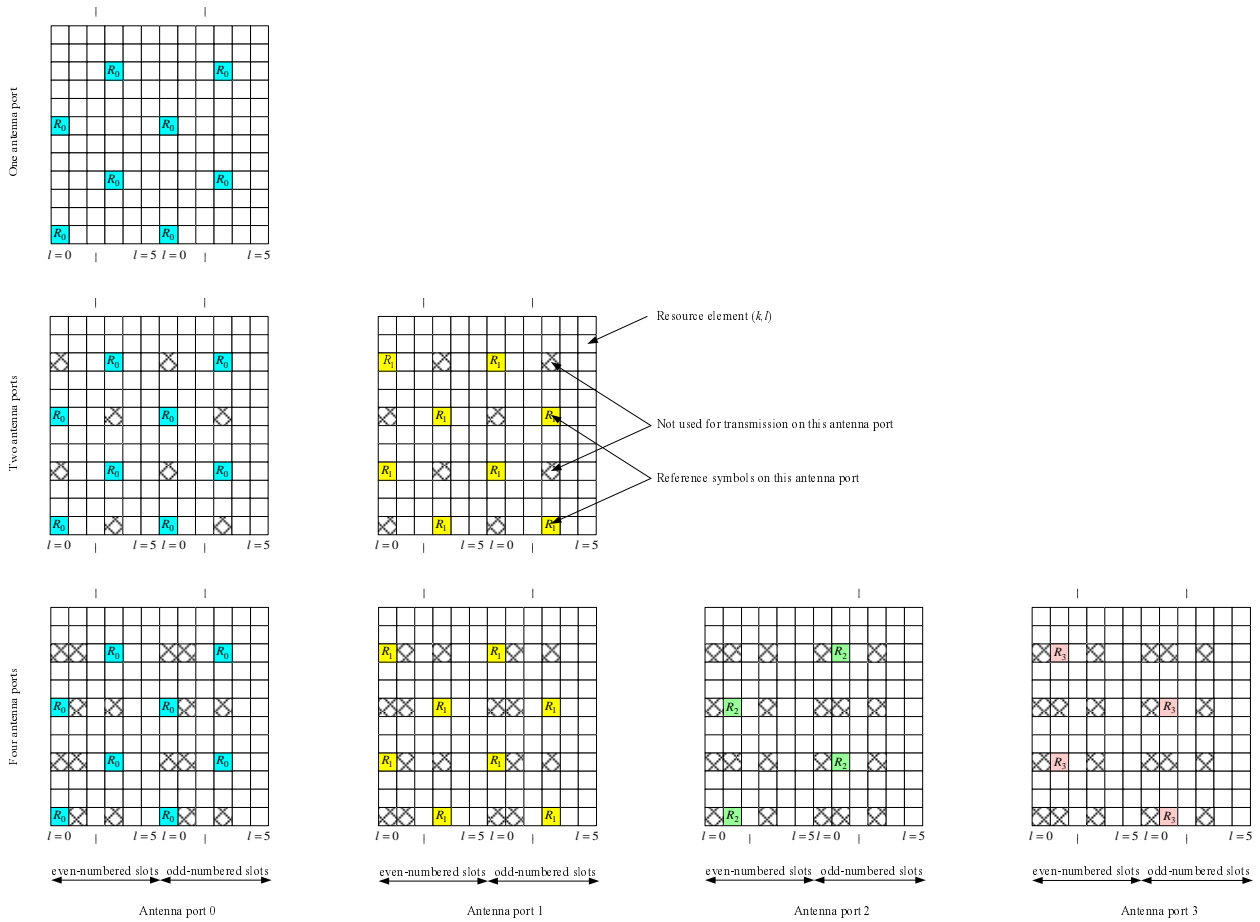 One antenna port
R0 R0
R0 R0
R0 R0
R0 R0
l = 0 l = 5 l = 0 l = 5
Two antenna ports
R0 R0 R1 R1
R0 R0 R1 R1
R0 R0 R1 R1
R0 R0 R1 R1
l = 0 l = 5 l = 0 l = 5 l = 0 l = 5 l = 0 l = 5
Resource element (k,l)
Not used for transmission on this antenna port
Reference symbols on this antenna port
Four antenna ports
R0 R0 R1 R1 R2 R3
R0 R0 R1 R1 R2 R3
R0 R0 R1 R1 R2 R3
R0 R0 R1 R1 R2 R3
l = 0 l = 5 l = 0 l = 5 l = 0 l = 5 l = 0 l = 5 l = 0 l = 5 l = 0 l = 5 l = 0 l = 5 l = 0 l = 5
even-numbered slots odd-numbered slots even-numbered slots odd-numbered slots even-numbered slots odd-numbered slots even-numbered slots odd-numbered slots
Antenna port 0 Antenna port 1 Antenna port 2 Antenna port 3